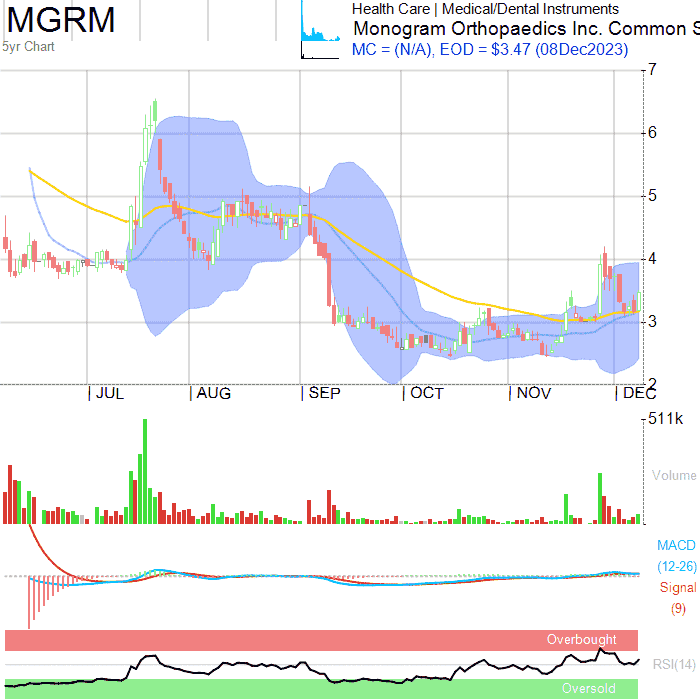 MGRM
5yr Chart
Health Care | Medical/Dental Instruments
Monogram Orthopaedics Inc. Common S
MC = (N/A), EOD = $3.47 (08Dec2023)
7
6
5
4
3
2
| JUL | AUG | SEP | OCT | NOV | DEC
511k
Volume
MACD
(12-26)
Signal
(9)
Overbought
RSI(14)
Oversold